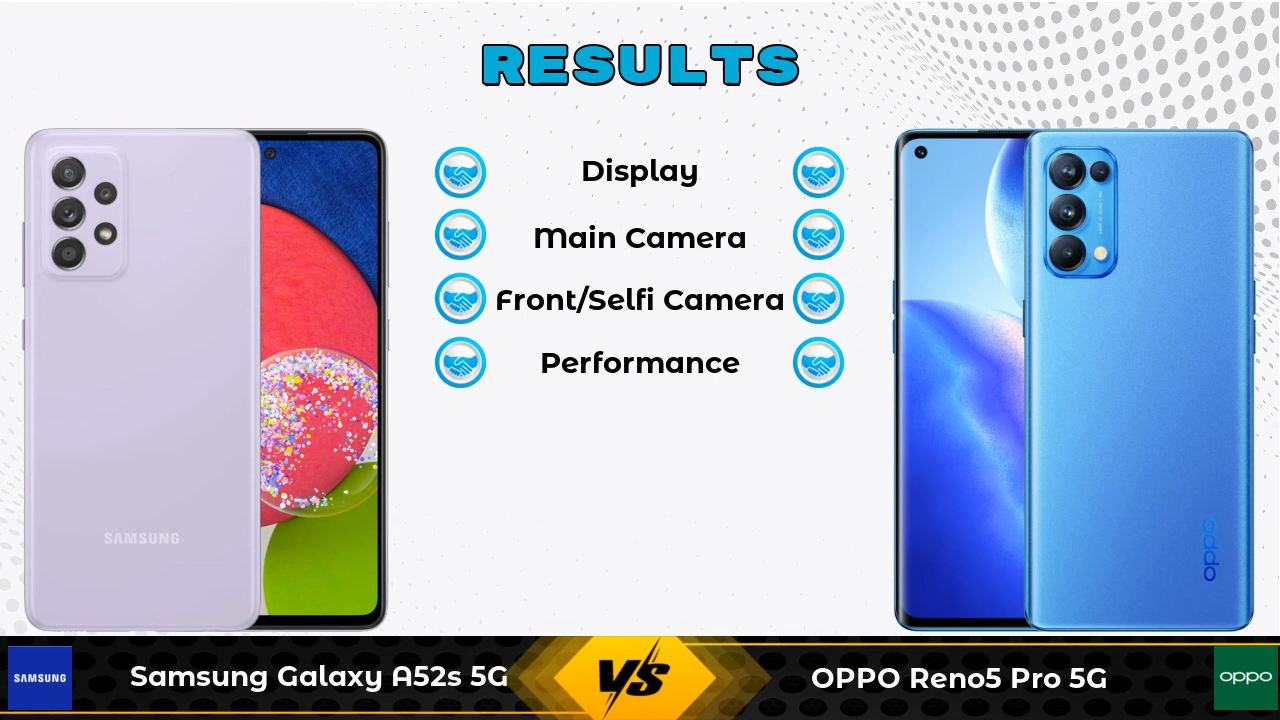 RESULTS
Display
Main Camera
Front/Selfi Camera
Performance
SAMSUNG
oppo
SAMSUNG
Samsung Galaxy A52s 5G
VS
OPPO Reno5 Pro 5G
oppo